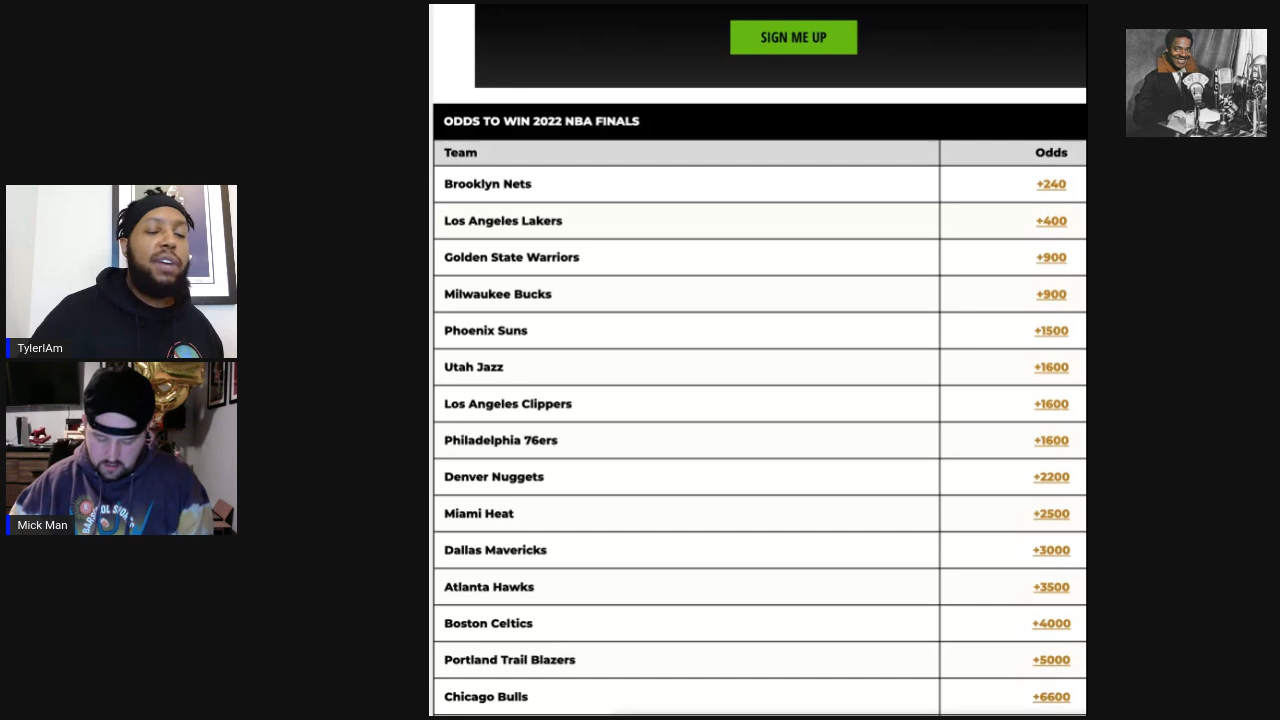 SIGN ME UP
ODDS TO WIN 2022 NBA FINALS
Team Odds
Brooklyn Nets +240
Los Angeles Lakers +400
Golden State Warriors +900
Milwaukee Bucks +900
Phoenix Suns +1500
Utah Jazz +1600
Los Angeles Clippers +1600
Philadelphia 76ers +1600
Denver Nuggets +2200
Miami Heat +2500
Dallas Mavericks +3000
Atlanta Hawks +3500
Boston Celtics +4000
Portland Trail Blazers +5000
Chicago Bulls +6600
TylerIAm
Mick Man